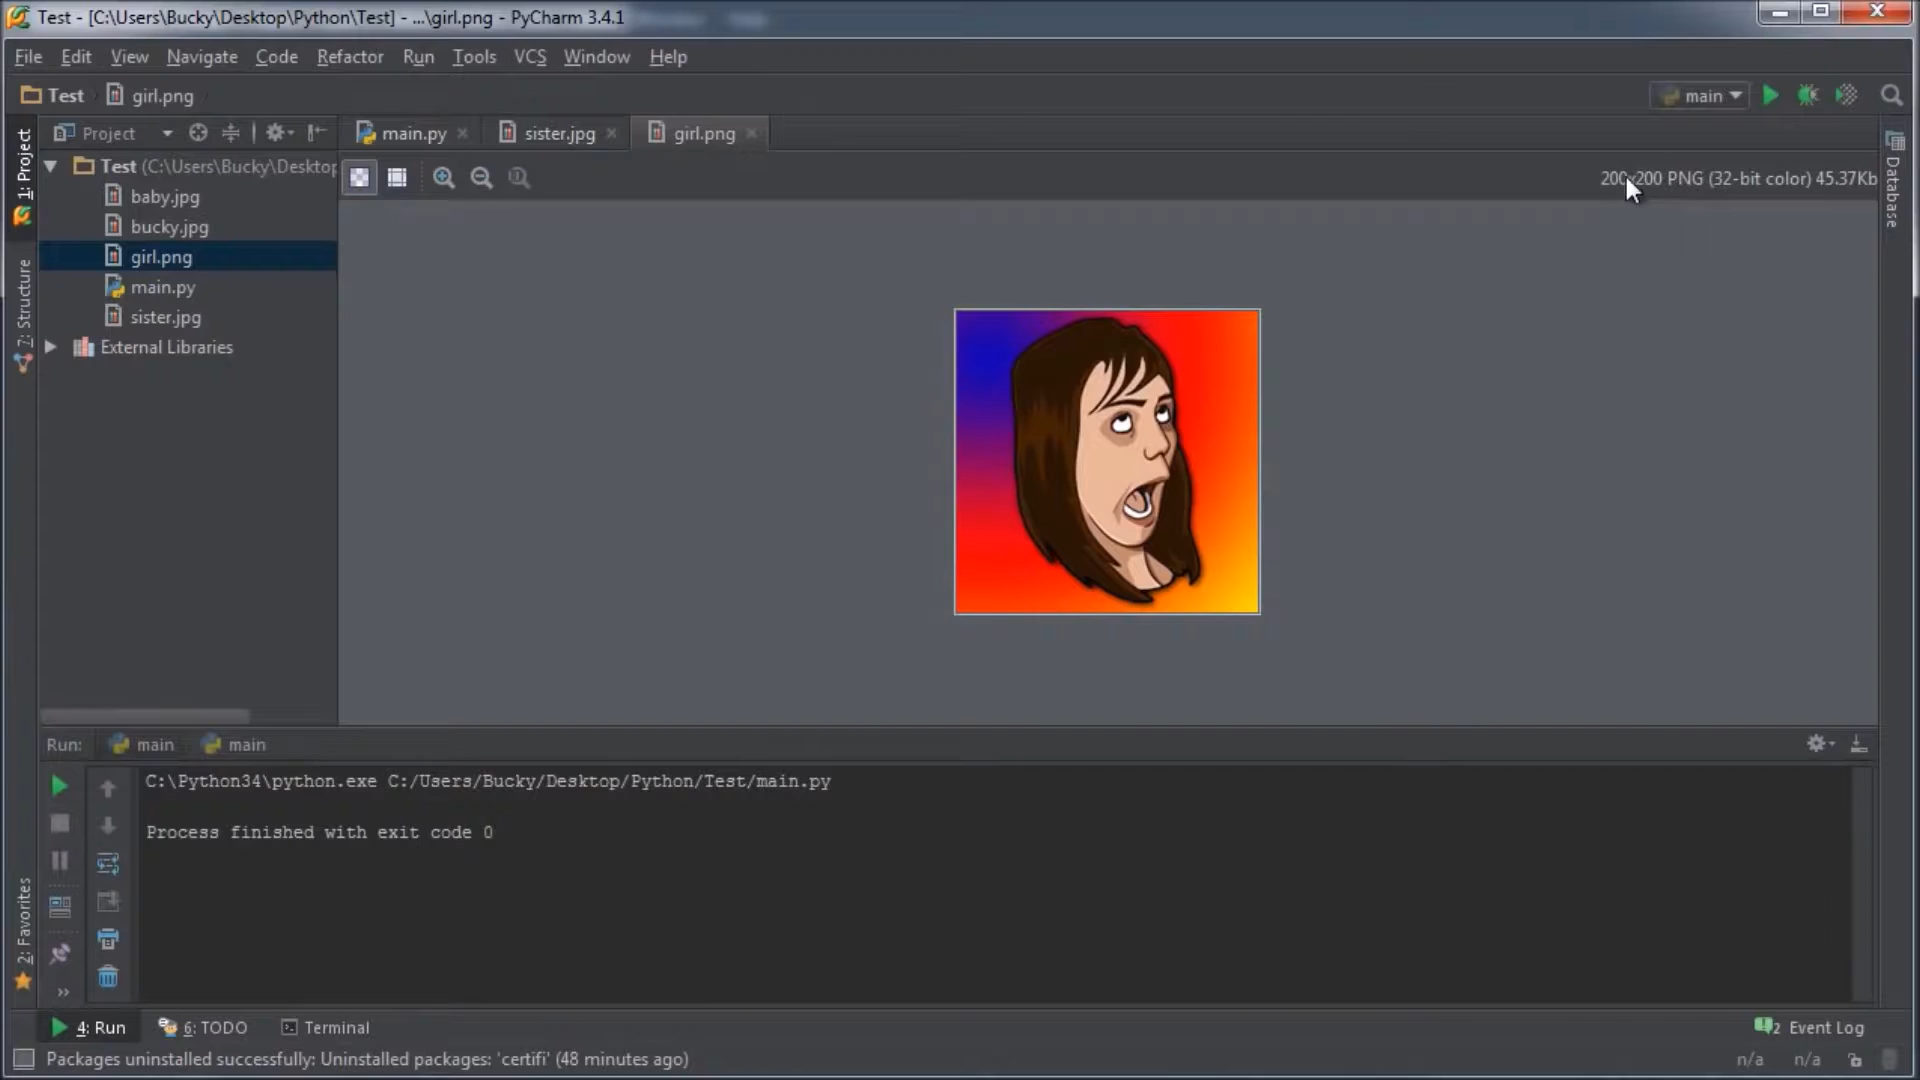 Test - [C:\Users\Bucky\Desktop\Python\Test] - ...\girl.png - PyCharm 3.4.1
File Edit View Navigate Code Refactor Run Tools VCS Window Help
Test girl.png main
1: Project
Project
main.py sister.jpg girl.png
Test (C:\Users\Bucky\Desktop
200x200 PNG (32-bit color) 45.37Kb
Database
baby.jpg
bucky.jpg
girl.png
main.py
sister.jpg
External Libraries
7: Structure
Run: main main
C:\Python34\python.exe C:/Users/Bucky/Desktop/Python/Test/main.py
Process finished with exit code 0
2: Favorites
4: Run 6: TODO Terminal 2 Event Log
Packages uninstalled successfully: Uninstalled packages: 'certifi' (48 minutes ago) n/a n/a